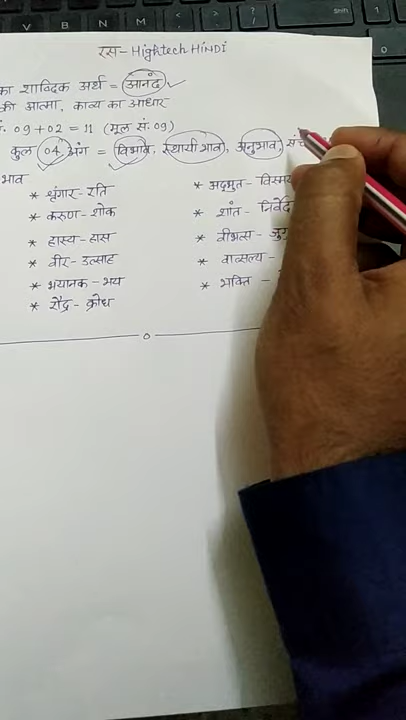 रस- Hightech HINDI
का शाब्दिक अर्थ = आनंद ✓
की आत्मा, काव्य का आधार
सं. 09+02 = 11 (मूल सं. 09)
कुल 04 अंग = विभाव, स्थायी भाव, अनुभाव
भाव
* श्रृंगार - रति
* करुण - शोक
* हास्य - हास
* वीर - उत्साह
* भयानक - भय
* रौद्र - क्रोध
* अद्भुत - विस्मय
* शांत - निर्वेद
* वीभत्स -
* वात्सल्य -
* भक्ति -